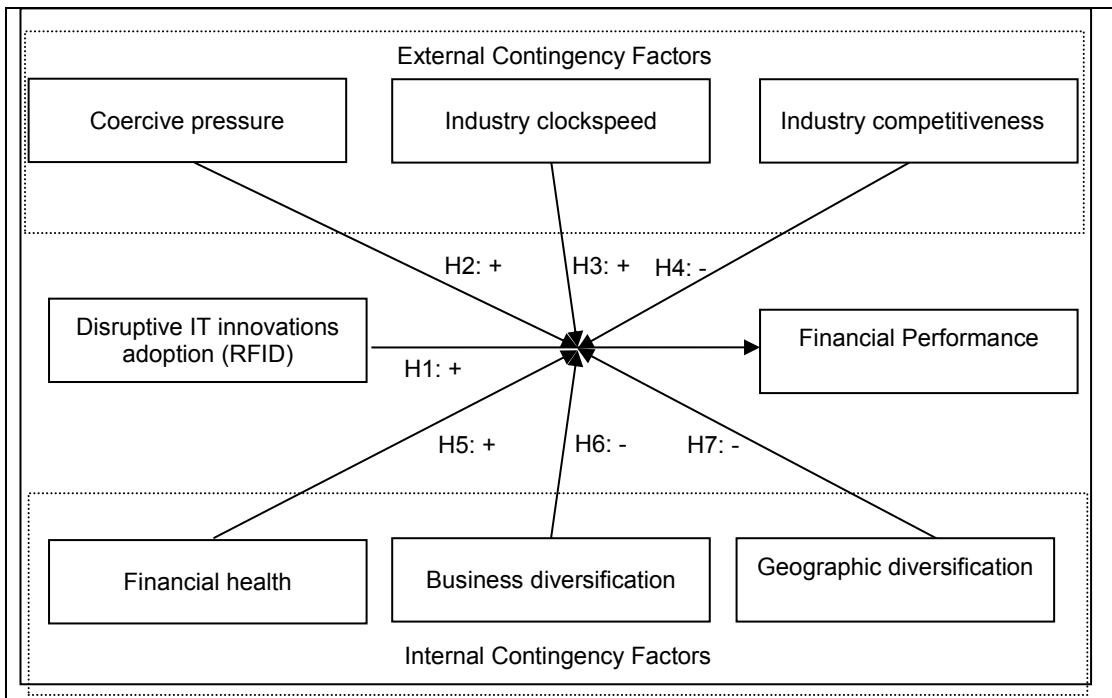 External Contingency Factors
Coercive pressure
Industry clockspeed
Industry competitiveness
H2: +
H3: +
H4: -
Disruptive IT innovations
adoption (RFID)
Financial Performance
H1: +
H5: +
H6: -
H7: -
Financial health
Business diversification
Geographic diversification
Internal Contingency Factors